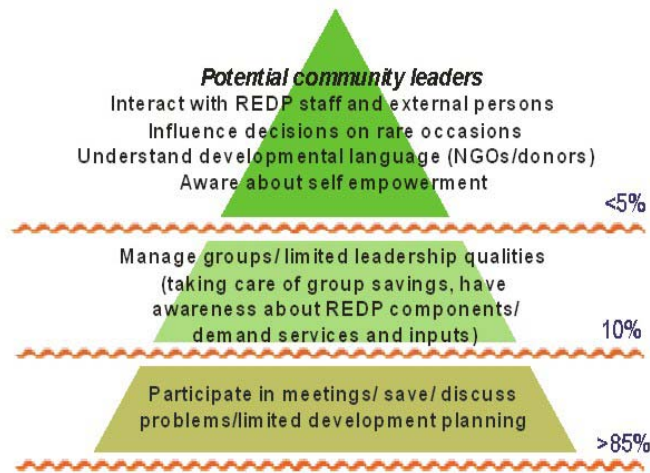 Potential community leaders
Interact with REDP staff and external persons
Influence decisions on rare occasions
Understand developmental language (NGOs/donors)
Aware about self empowerment
<5%
Manage groups/ limited leadership qualities
(taking care of group savings, have
awareness about REDP components/
demand services and inputs)
10%
Participate in meetings/ save/ discuss
problems/limited development planning
>85%